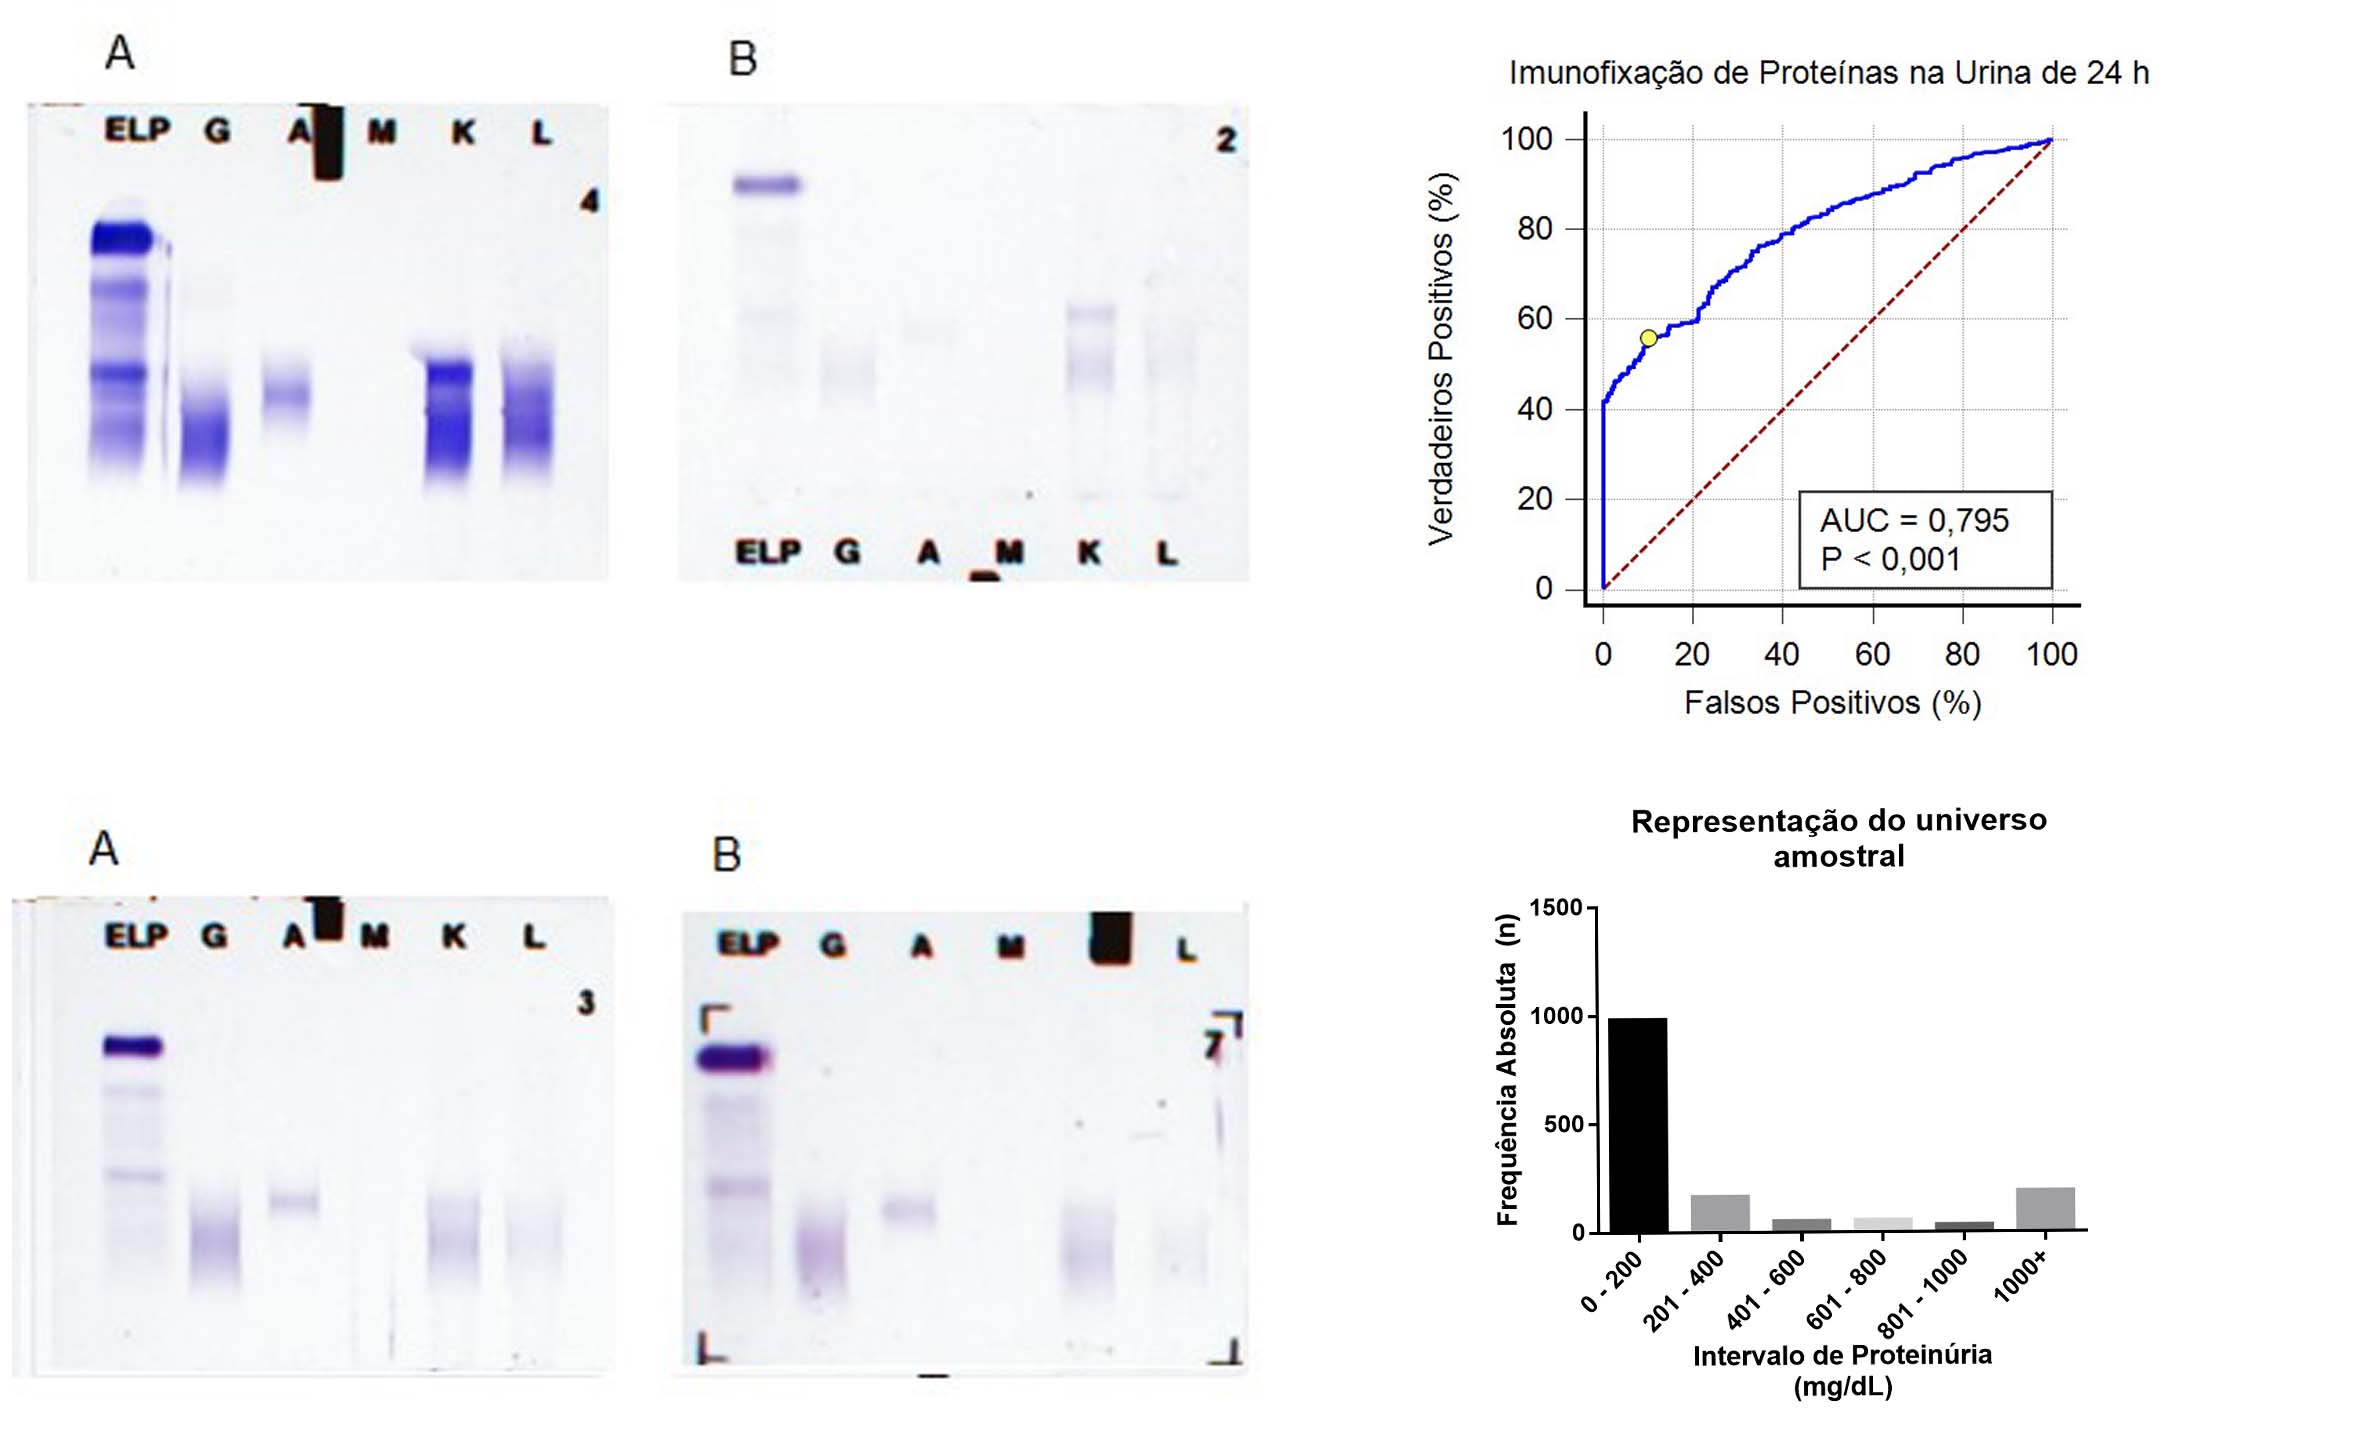 A
ELP G A M K L
4
B
2
ELP G A M K L
Imunofixação de Proteínas na Urina de 24 h
Verdadeiros Positivos (%)
100
80
60
40
20
0
AUC = 0,795
P < 0,001
0 20 40 60 80 100
Falsos Positivos (%)
A
ELP G A M K L
3
B
ELP G A M L
7
Representação do universo
amostral
Frequência Absoluta (n)
1500
1000
500
0
0 - 200
201 - 400
401 - 600
601 - 800
801 - 1000
1000+
Intervalo de Proteinúria
(mg/dL)